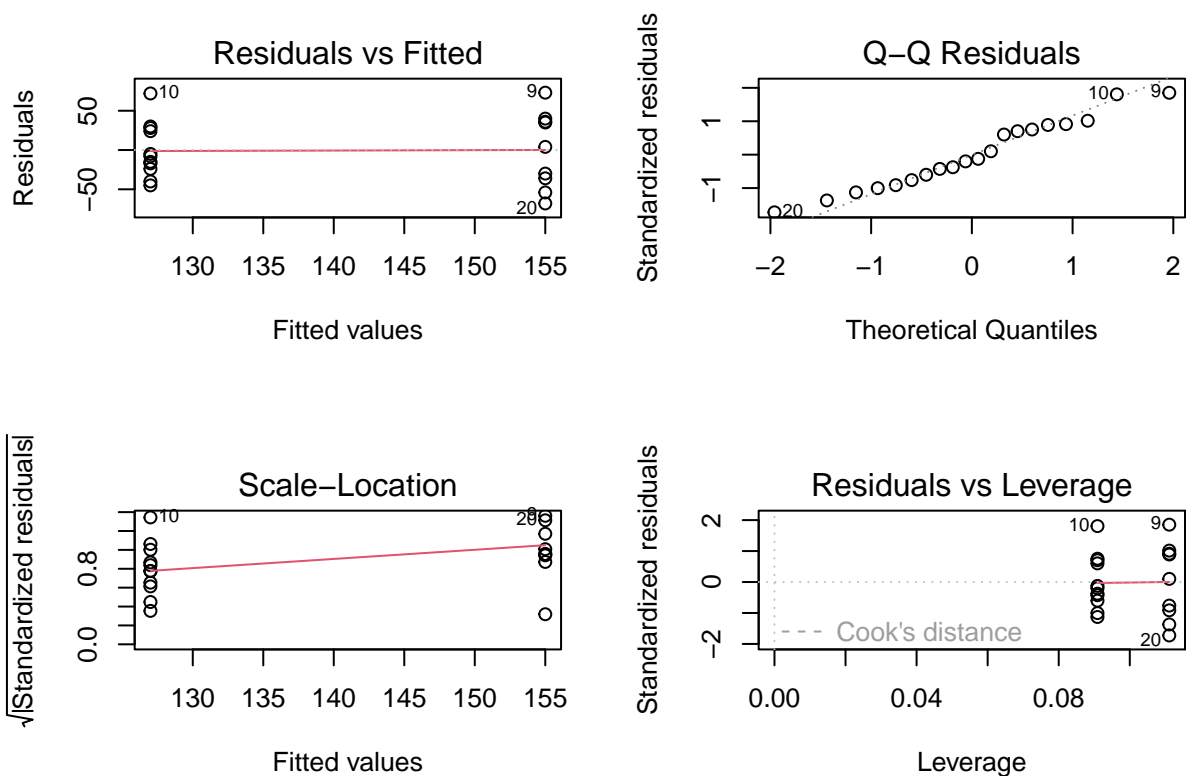 Residuals vs Fitted
Residuals
50
−50
10
9
20
130 135 140 145 150 155
Fitted values
Q−Q Residuals
Standardized residuals
1
−1
10
9
20
−2 −1 0 1 2
Theoretical Quantiles
Scale−Location
√|Standardized residuals|
0.8
0.0
10
9
20
130 135 140 145 150 155
Fitted values
Residuals vs Leverage
Standardized residuals
2
0
−2
10
9
20
Cook's distance
0.00 0.04 0.08
Leverage